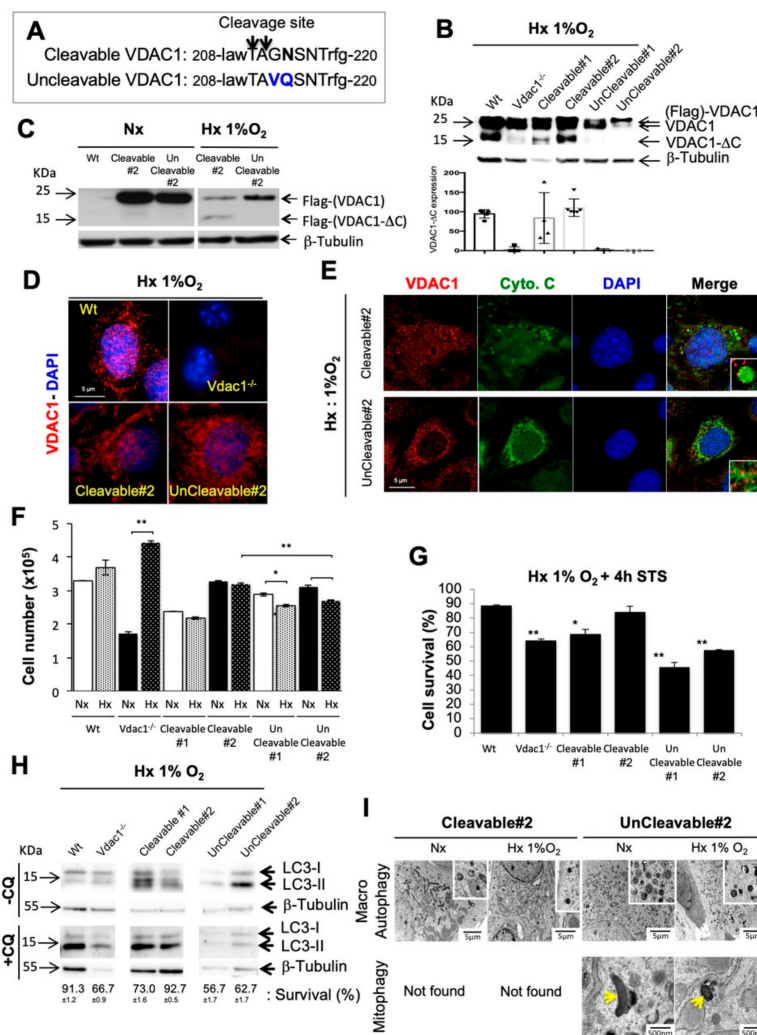 A
Cleavage site
Cleavable VDAC1: 208-lawTAGNSNTrfg-220
Uncleavable VDAC1: 208-lawTAVQSNTrfg-220
B
Hx 1%O2
KDa
Wt
Vdac1-/-
Cleavable#1
Cleavable#2
UnCleavable#1
UnCleavable#2
25
15
(Flag)-VDAC1
VDAC1
VDAC1-ΔC
β-Tubulin
VDAC1-ΔC expression
200
150
100
50
0
C
Nx
Hx 1%O2
KDa
Wt
Cleavable #2
Un Cleavable #2
Cleavable #2
Un Cleavable #2
25
15
Flag-(VDAC1)
Flag-(VDAC1-ΔC)
β-Tubulin
D
Hx 1%O2
VDAC1- DAPI
Wt
5 μm
Vdac1-/-
Cleavable#2
UnCleavable#2
E
VDAC1
Cyto. C
DAPI
Merge
Hx : 1%O2
Cleavable#2
UnCleavable#2
5 μm
F
Cell number (x10⁵)
5
4
3
2
1
0
**
**
*
Nx Hx Nx Hx Nx Hx Nx Hx Nx Hx Nx Hx
Wt
Vdac1-/-
Cleavable #1
Cleavable #2
Un Cleavable #1
Un Cleavable #2
G
Hx 1% O2 + 4h STS
Cell survival (%)
100
90
80
70
60
50
40
30
20
10
0
**
*
**
**
Wt
Vdac1-/-
Cleavable #1
Cleavable #2
Un Cleavable #1
Un Cleavable #2
H
Hx 1% O2
KDa
Wt
Vdac1-/-
Cleavable #1
Cleavable#2
UnCleavable#1
UnCleavable#2
-CQ
15
55
LC3-I
LC3-II
β-Tubulin
+CQ
15
55
LC3-I
LC3-II
β-Tubulin
91.3 66.7 73.0 92.7 56.7 62.7 : Survival (%)
±1.2 ±0.9 ±1.6 ±0.5 ±1.7 ±1.7
I
Cleavable#2
UnCleavable#2
Nx
Hx 1%O2
Nx
Hx 1% O2
Macro Autophagy
5μm
5μm
5μm
5μm
Mitophagy
Not found
Not found
500nm
500nm